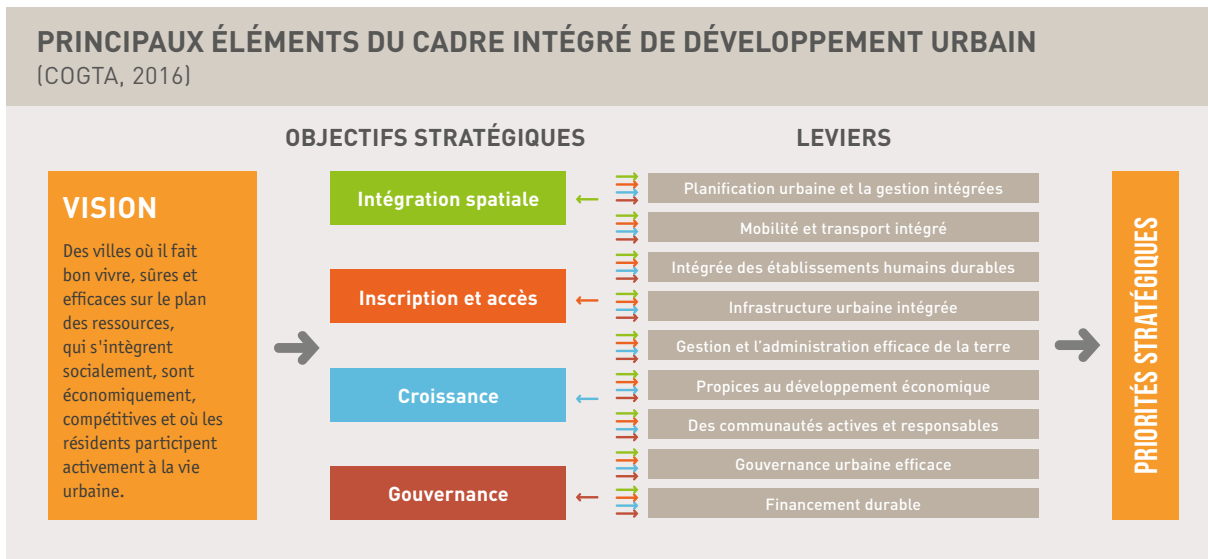 PRINCIPAUX ÉLÉMENTS DU CADRE INTÉGRÉ DE DÉVELOPPEMENT URBAIN
(COGTA, 2016)
VISION
Des villes où il fait
bon vivre, sûres et
efficaces sur le plan
des ressources,
qui s'intègrent
socialement, sont
économiquement,
compétitives et où les
résidents participent
activement à la vie
urbaine.
OBJECTIFS STRATÉGIQUES
Intégration spatiale
Inscription et accès
Croissance
Gouvernance
LEVIERS
Planification urbaine et la gestion intégrées
Mobilité et transport intégré
Intégrée des établissements humains durables
Infrastructure urbaine intégrée
Gestion et l'administration efficace de la terre
Propices au développement économique
Des communautés actives et responsables
Gouvernance urbaine efficace
Financement durable
PRIORITÉS STRATÉGIQUES